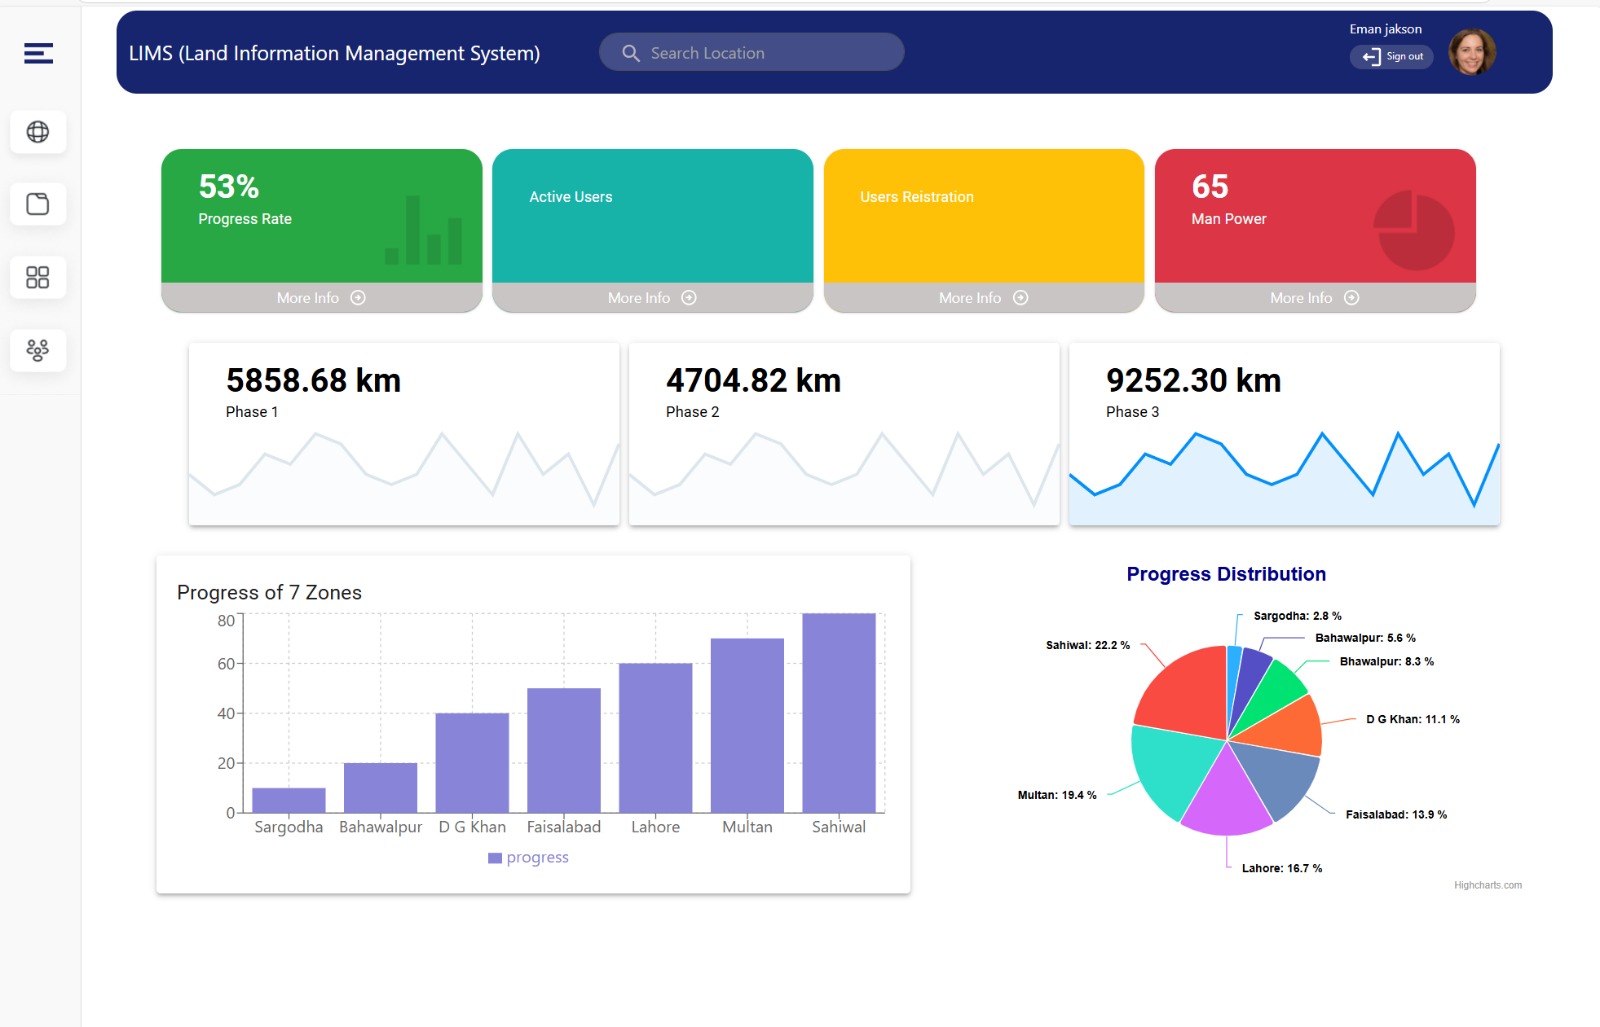 Eman jakson
LIMS (Land Information Management System)
Search Location
Sign out
53%
Progress Rate
More Info
Active Users
More Info
Users Reistration
More Info
65
Man Power
More Info
5858.68 km
Phase 1
4704.82 km
Phase 2
9252.30 km
Phase 3
Progress of 7 Zones
80
60
40
20
0
Sargodha Bahawalpur D G Khan Faisalabad Lahore Multan Sahiwal
progress
Progress Distribution
Sargodha: 2.8 %
Bahawalpur: 5.6 %
Bhawalpur: 8.3 %
D G Khan: 11.1 %
Faisalabad: 13.9 %
Lahore: 16.7 %
Multan: 19.4 %
Sahiwal: 22.2 %
Highcharts.com